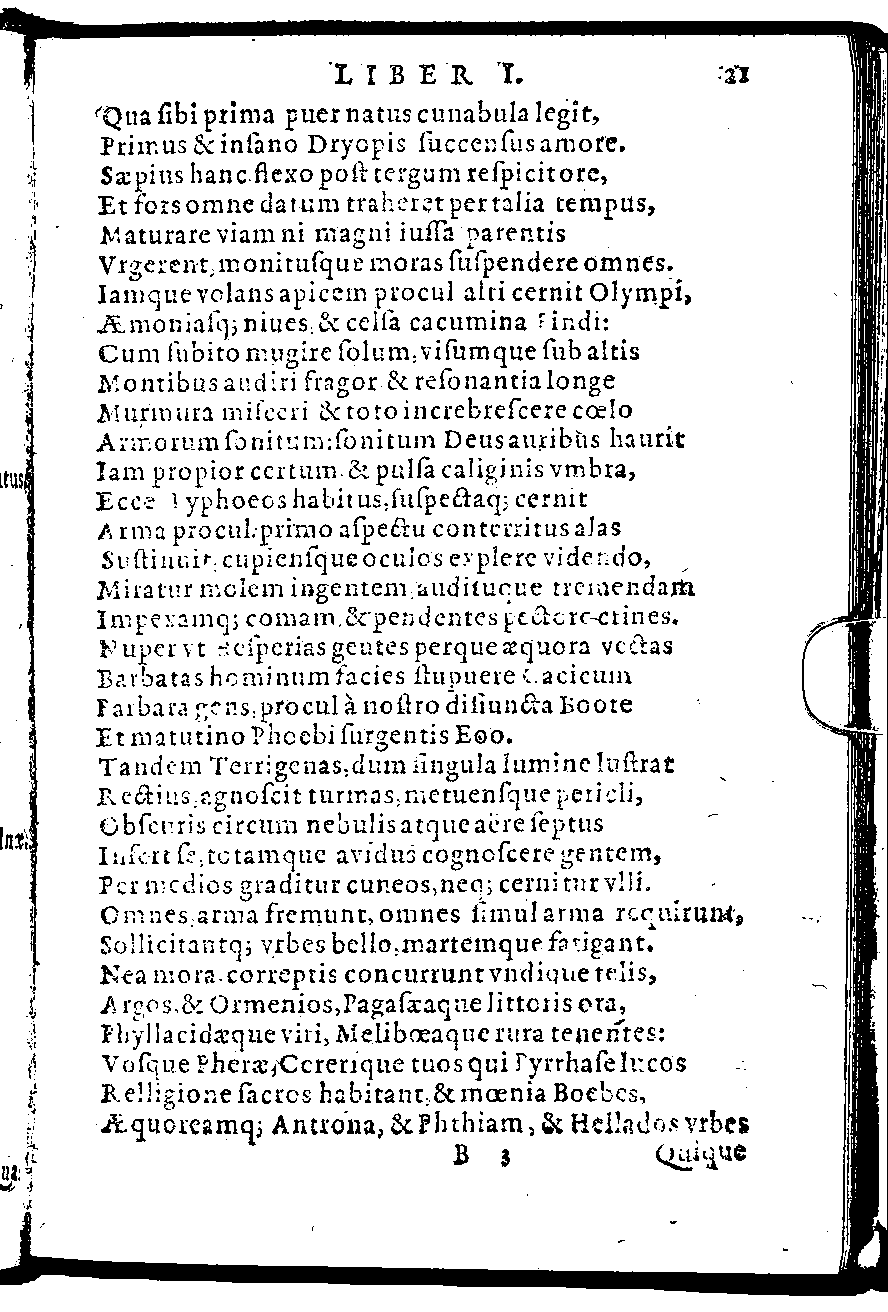 LIBER I. 21
Qua ſibi prima puer natus cunabula legit,
Primus & inſano Dryopis ſuccenſus amore.
Sæpius hanc flexo poſt tergum reſpicit ore,
Et fors omne datum traheret per talia tempus,
Maturare viam ni magni iuſſa parentis
Vrgerent, monituſque moras ſuſpendere omnes.
Iamque volans apicem procul alti cernit Olympi,
Æmoniaſq; niues, & celſa cacumina Pindi:
Cum ſubito mugire ſolum, viſumque ſub altis
Montibus audiri fragor & reſonantia longe
Murmura miſceri & toto increbreſcere cœlo
Armorum ſonitum: ſonitum Deus auribus haurit
Iam propior certum & pulſa caliginis vmbra,
Ecce Typhoeos habitus, ſuſpectaq; cernit
Arma procul: primo aſpectu conterritus alas
Suſtinuit, cupienſque oculos explere videndo,
Miratur molem ingentem, audituque tremendam
Impexamq; comam, & pendentes pectore crines.
Nuper vt Heſperias gentes perque æquora vectas
Barbatas hominum facies ſtupuere
Barbara gens, procul à noſtro diſiuncta Boote
Et matutino Phoebi ſurgentis Eoo.
Tandem Terrigenas, dum ſingula lumine luſtrat
Rectius, agnoſcit turmas, metuenſque pericli,
Obſcuris circum nebulis atque aëre ſeptus
Inſert ſe, totamque avidus cognoſcere gentem,
Per medios graditur cuneos, neq; cernitur vlli.
Omnes arma fremunt, omnes ſimul arma requirunt,
Sollicitantq; vrbes bello, martemque fatigant.
Nea mora correptis concurrunt vndique telis,
Argos, & Ormenios, Pagaſæaque littoris ora,
Phyllacidæque viri, Melibœaque rura tenentes:
Voſque Pheræ, Cererique tuos qui Pyrrhaſe lucos
Relligione ſacros habitant, & mœnia Boebes,
Æquoreamq; Antrona, & Phthiam, & Hellados vrbes
B 3 Quique